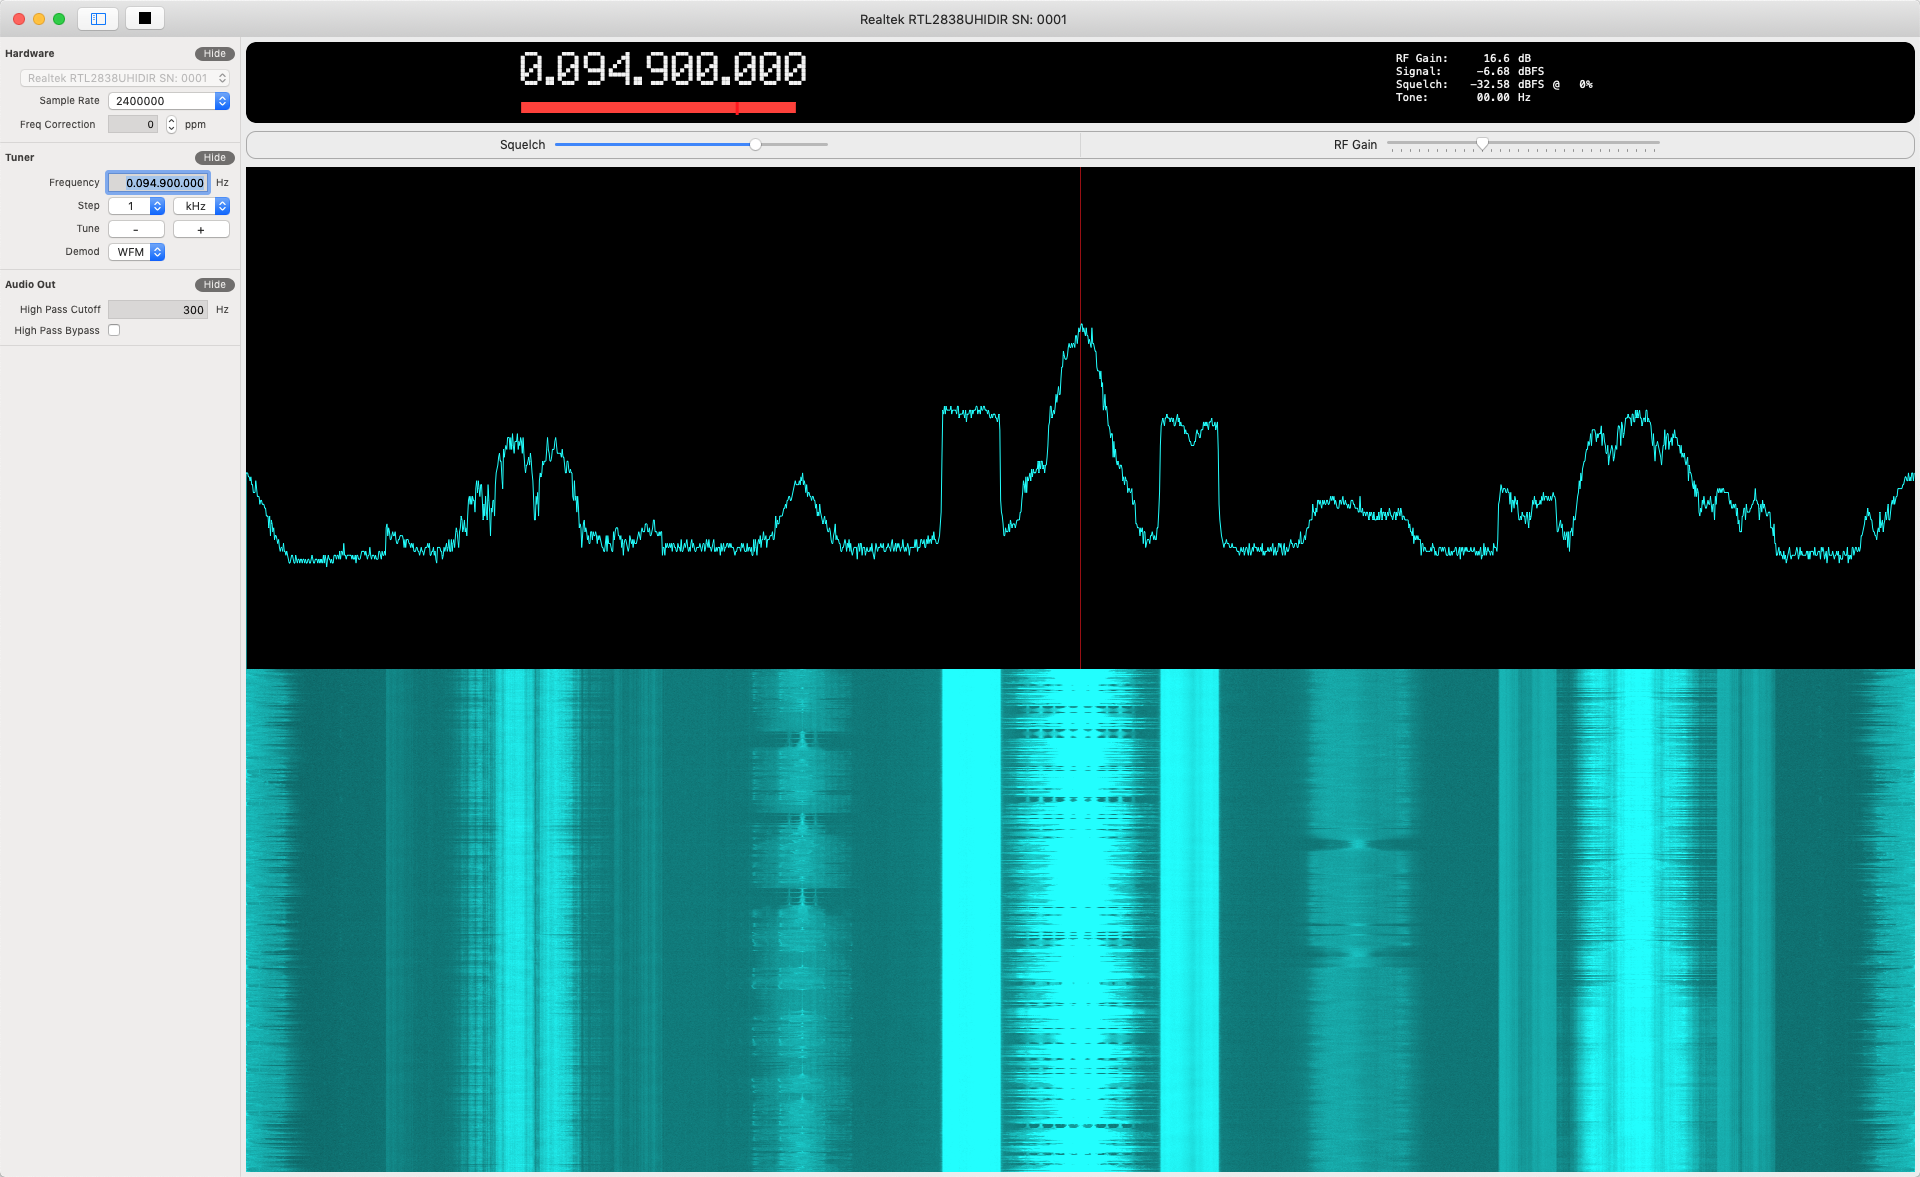 Realtek RTL2838UHIDIR SN: 0001
Hardware
Hide
Realtek RTL2838UHIDIR SN: 0001
Sample Rate 2400000
Freq Correction 0 ppm
Tuner
Hide
Frequency 0.094.900.000 Hz
Step 1 kHz
Tune - +
Demod WFM
Audio Out
Hide
High Pass Cutoff 300 Hz
High Pass Bypass
0.094.900.000
RF Gain: 16.6 dB
Signal: -6.68 dBFS
Squelch: -32.58 dBFS @ 0%
Tone: 00.00 Hz
Squelch
RF Gain